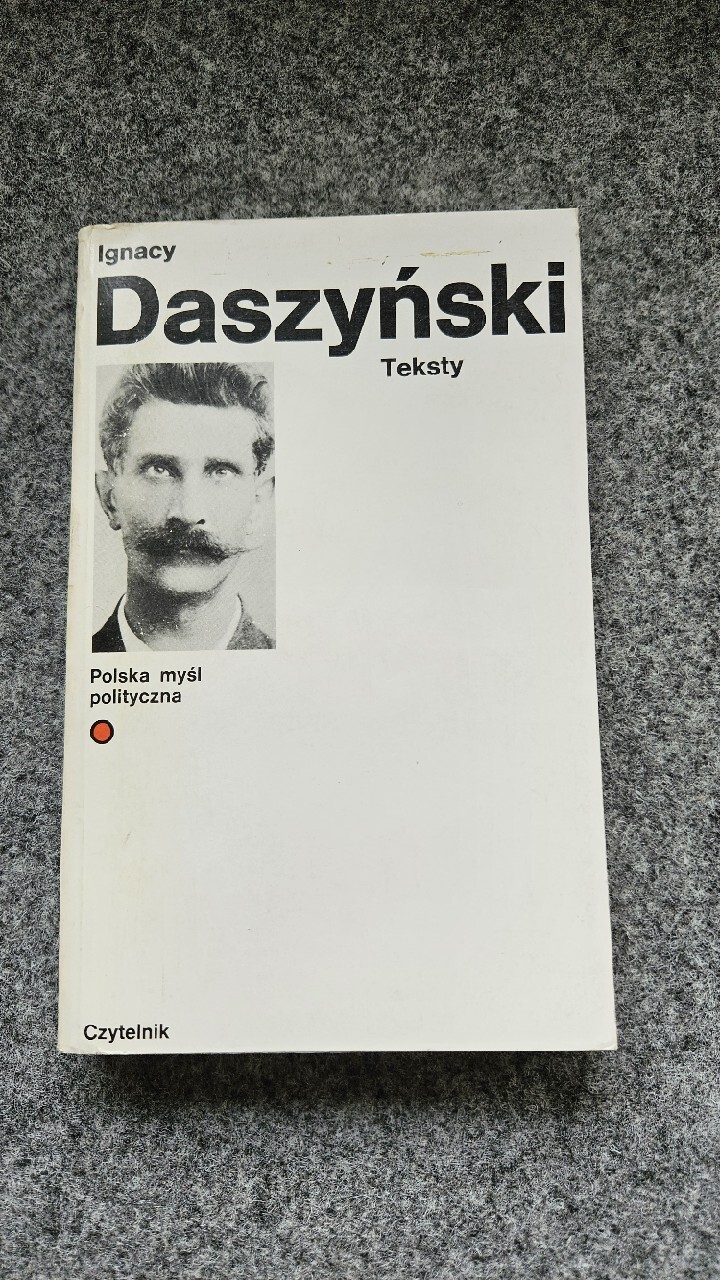 Ignacy
Daszyński
Teksty
Polska myśl
polityczna
Czytelnik